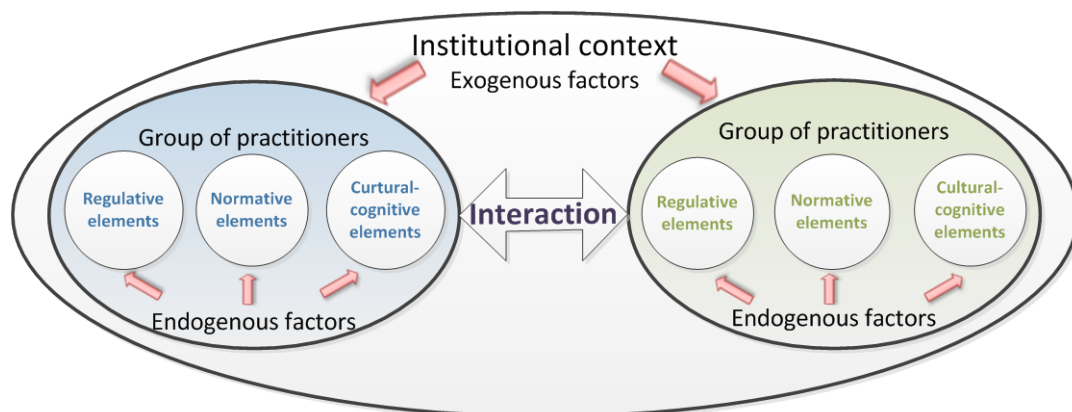 Institutional context
Exogenous factors
Group of practitioners
Regulative
elements
Normative
elements
Curtural-
cognitive
elements
Endogenous factors
Interaction
Group of practitioners
Regulative
elements
Normative
elements
Cultural-
cognitive
elements
Endogenous factors